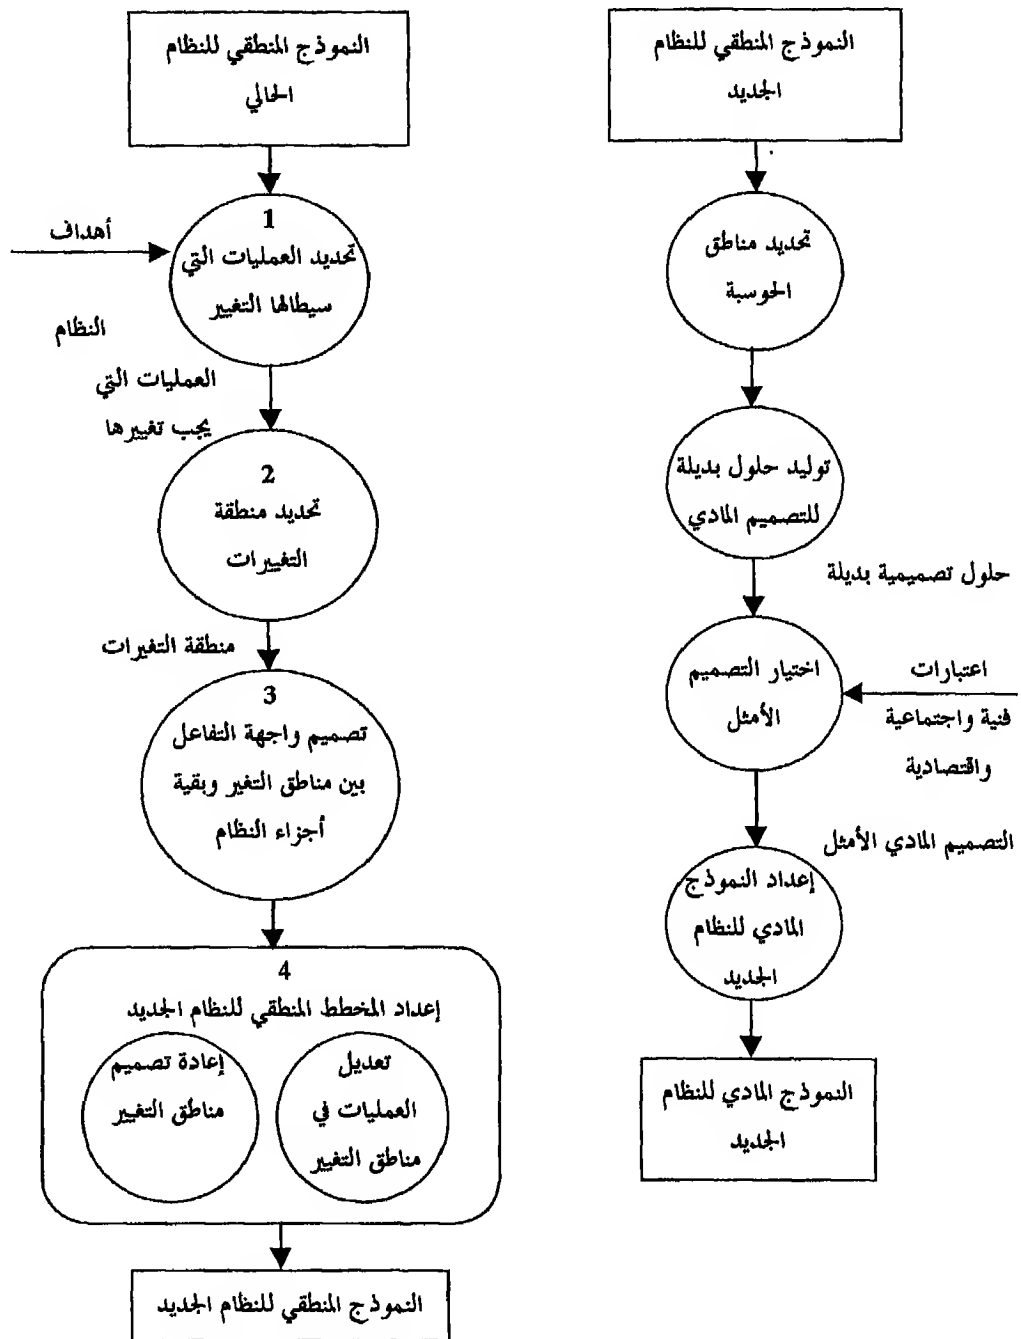 النموذج المنطقي للنظام
الحالي
1
تحديد العمليات التي
سيطالها التغيير
أهداف
النظام
العمليات التي
يجب تغييرها
2
تحديد منطقة
التغييرات
منطقة التغيرات
3
تصميم واجهة التفاعل
بين مناطق التغير وبقية
أجزاء النظام
4
إعداد المخطط المنطقي للنظام الجديد
تعديل
العمليات في
مناطق التغيير
إعادة تصميم
مناطق التغيير
النموذج المنطقي للنظام الجديد
النموذج المنطقي للنظام
الجديد
تحديد مناطق
الحوسبة
توليد حلول بديلة
للتصميم المادي
حلول تصميمية بديلة
اختيار التصميم
الأمثل
اعتبارات
فنية واجتماعية
واقتصادية
التصميم المادي الأمثل
إعداد النموذج
المادي للنظام
الجديد
النموذج المادي للنظام
الجديد